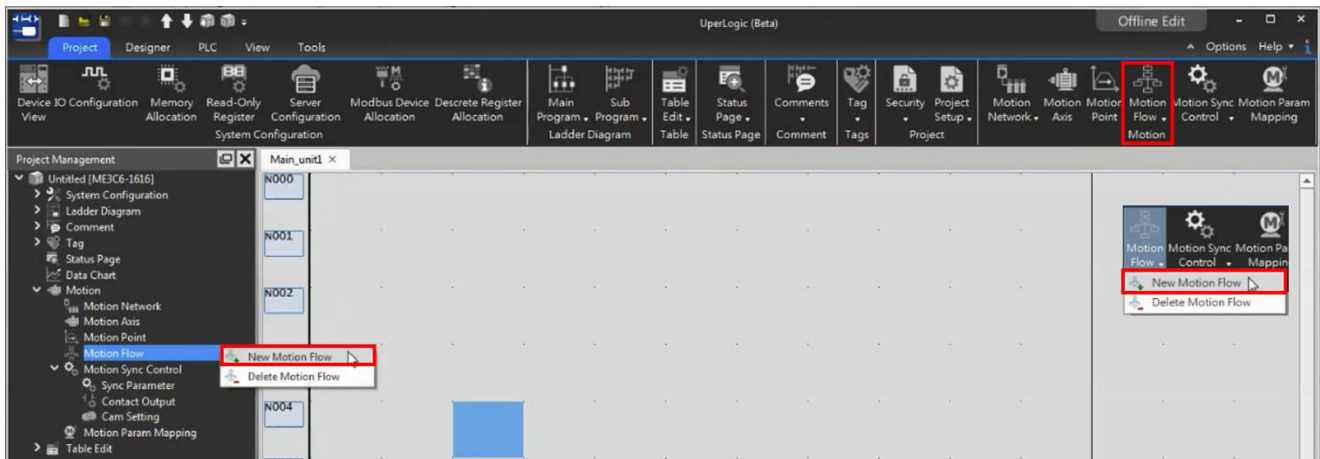 UperLogic (Beta)
Offline Edit
Project Designer PLC View Tools
Options Help
Device IO Configuration Memory Read-Only Server Modbus Device Descrete Register Main Sub Table Status Comments Tag Security Project Motion Motion Motion Motion Motion Sync Motion Param
View Allocation Register Configuration Allocation Allocation Program Program Edit Page Setup Network Axis Point Flow Control Mapping
System Configuration Ladder Diagram Table Status Page Comment Tags Project Motion
Project Management
Main_unit1
Untitled [ME3C6-1616]
System Configuration
Ladder Diagram
Comment
Tag
Status Page
Data Chart
Motion
Motion Network
Motion Axis
Motion Point
Motion Flow
Motion Sync Control
Sync Parameter
Contact Output
Cam Setting
Motion Param Mapping
Table Edit
New Motion Flow
Delete Motion Flow
N000
N001
N002
N004
Motion Motion Sync Motion Pa
Flow Control Mappin
New Motion Flow
Delete Motion Flow